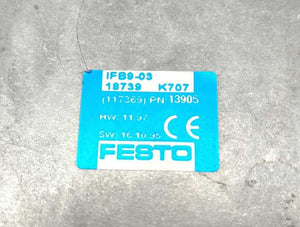 IFB9-03
18739 K707
(117369) PN 13905
HW: 11.97
SW: 16.10.95
FESTO
CE